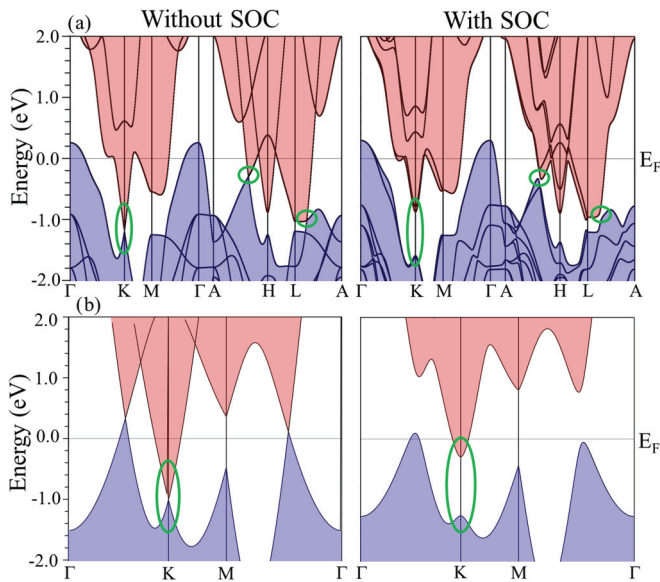 Without SOC
With SOC
(a)
2.0
1.0
0.0
-1.0
-2.0
Energy (eV)
E_F
Γ K M Γ A H L A
Γ K M Γ A H L A
(b)
2.0
1.0
0.0
-1.0
-2.0
Energy (eV)
E_F
Γ K M Γ
Γ K M Γ